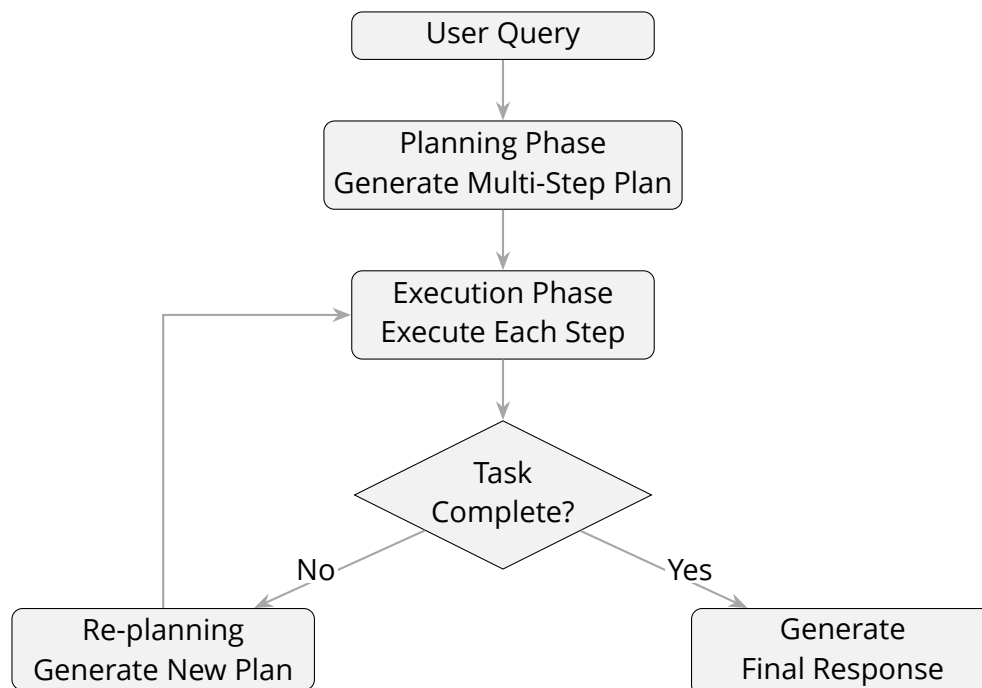 User Query
Planning Phase
Generate Multi-Step Plan
Execution Phase
Execute Each Step
Task
Complete?
No
Yes
Re-planning
Generate New Plan
Generate
Final Response